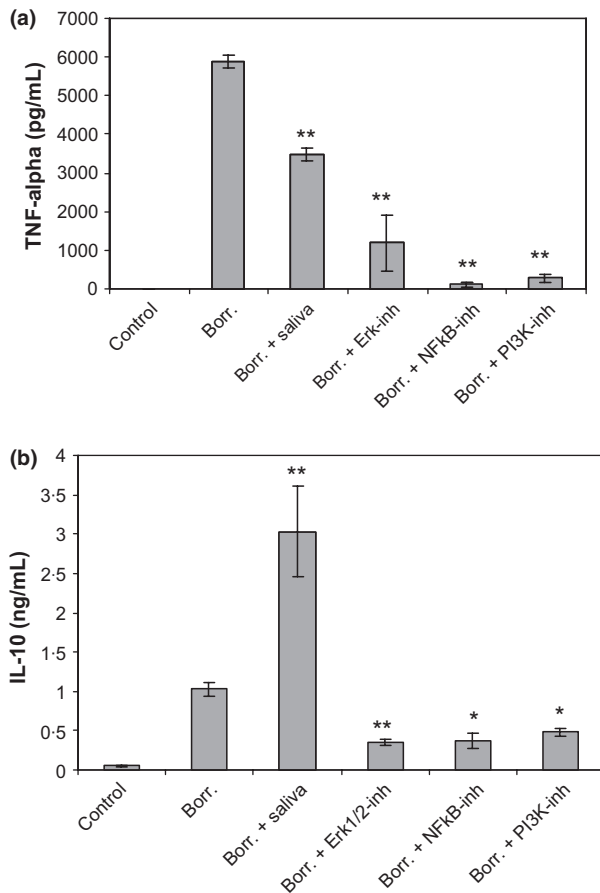 (a)
TNF-alpha (pg/mL)
7000
6000
5000
4000
3000
2000
1000
0
**
**
**
**
Control
Borr.
Borr. + saliva
Borr. + Erk-inh
Borr. + NFkB-inh
Borr. + PI3K-inh
(b)
IL-10 (ng/mL)
4
3·5
3
2·5
2
1·5
1
0·5
0
**
**
*
*
Control
Borr.
Borr. + saliva
Borr. + Erk1/2-inh
Borr. + NFkB-inh
Borr. + PI3K-inh